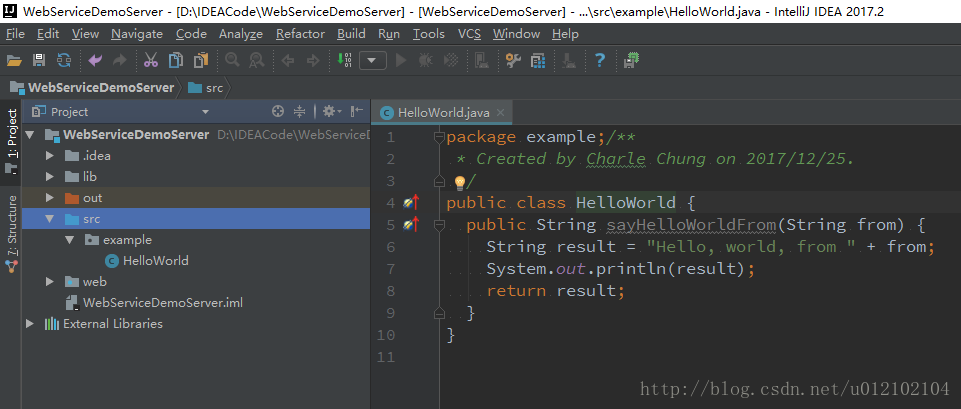 WebServiceDemoServer - [D:\IDEACode\WebServiceDemoServer] - [WebServiceDemoServer] - ...\src\example\HelloWorld.java - IntelliJ IDEA 2017.2
File Edit View Navigate Code Analyze Refactor Build Run Tools VCS Window Help
WebServiceDemoServer src
1: Project
7: Structure
Project
WebServiceDemoServer D:\IDEACode\WebServiceD
.idea
lib
out
src
example
HelloWorld
web
WebServiceDemoServer.iml
External Libraries
HelloWorld.java
1 package example;/**
2 * Created by Charle Chung on 2017/12/25.
3 /
4 public class HelloWorld {
5 public String sayHelloWorldFrom(String from) {
6 String result = "Hello, world, from " + from;
7 System.out.println(result);
8 return result;
9 }
10 }
11
http://blog.csdn.net/u012102104